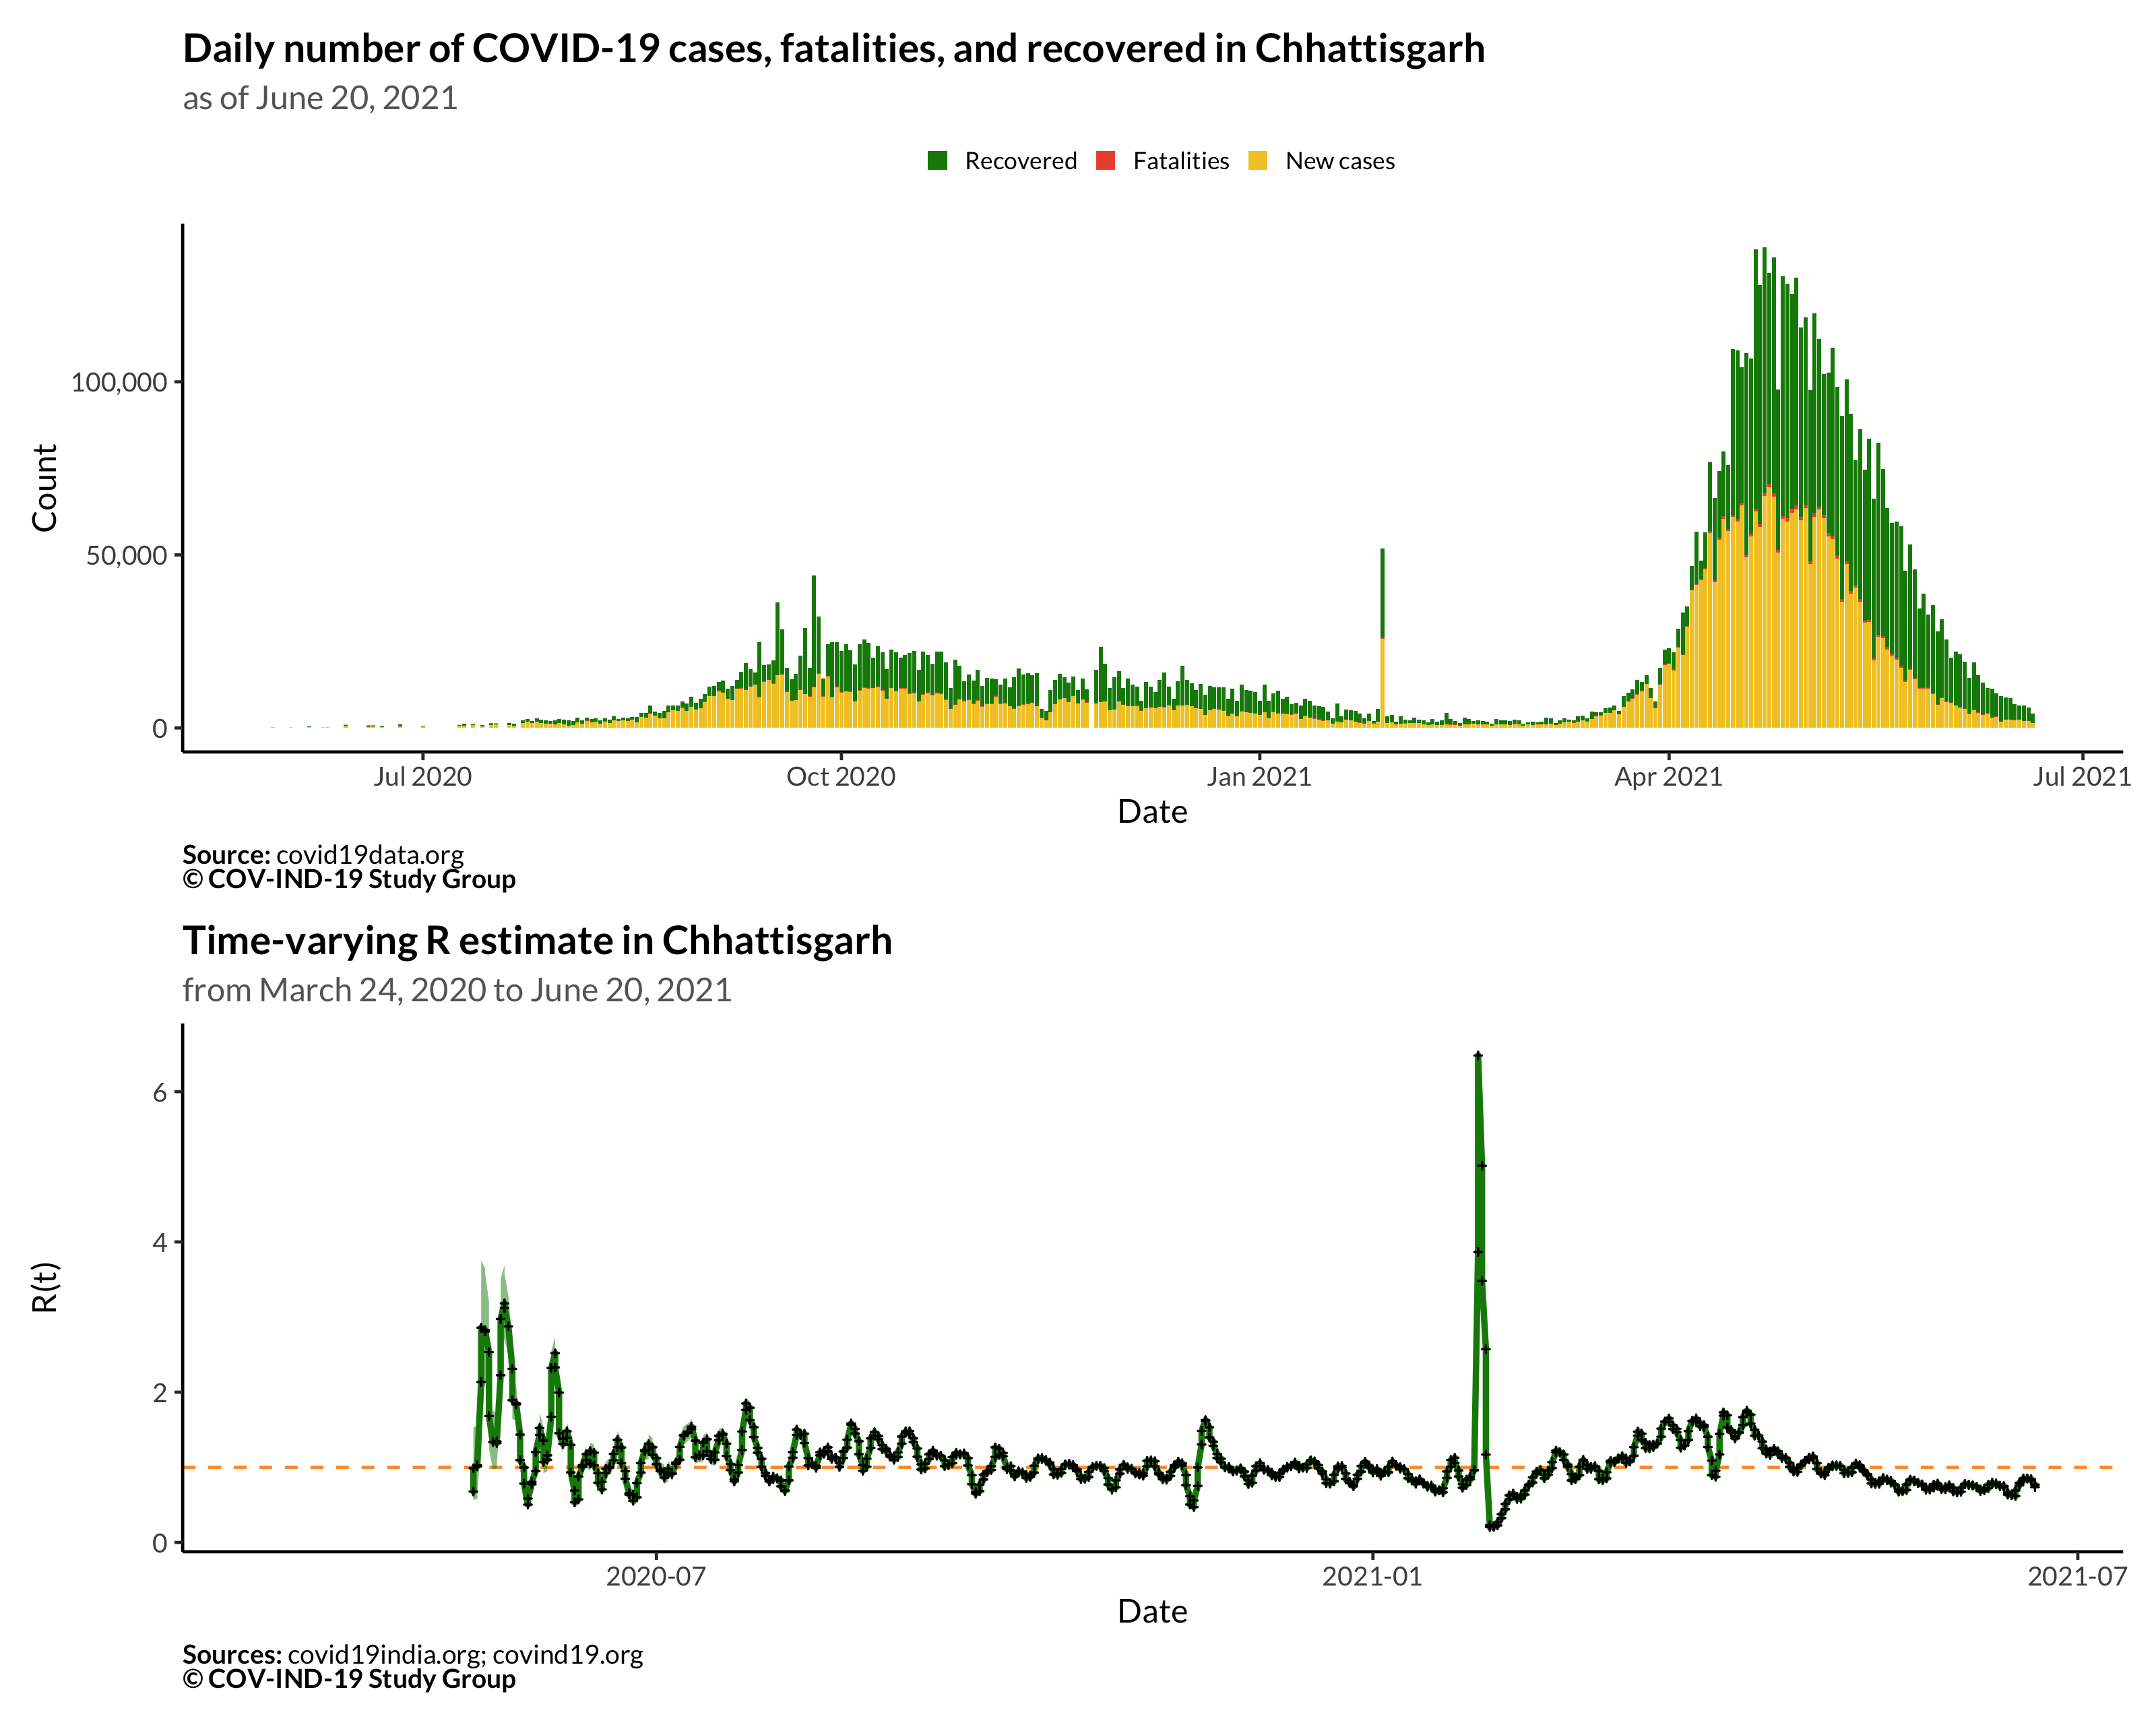 Daily number of COVID-19 cases, fatalities, and recovered in Chhattisgarh
as of June 20, 2021
Recovered Fatalities New cases
100,000
50,000
0
Count
Jul 2020 Oct 2020 Jan 2021 Apr 2021 Jul 2021
Date
Source: covid19data.org
© COV-IND-19 Study Group
Time-varying R estimate in Chhattisgarh
from March 24, 2020 to June 20, 2021
6
4
2
0
R(t)
2020-07 2021-01 2021-07
Date
Sources: covid19india.org; covind19.org
© COV-IND-19 Study Group